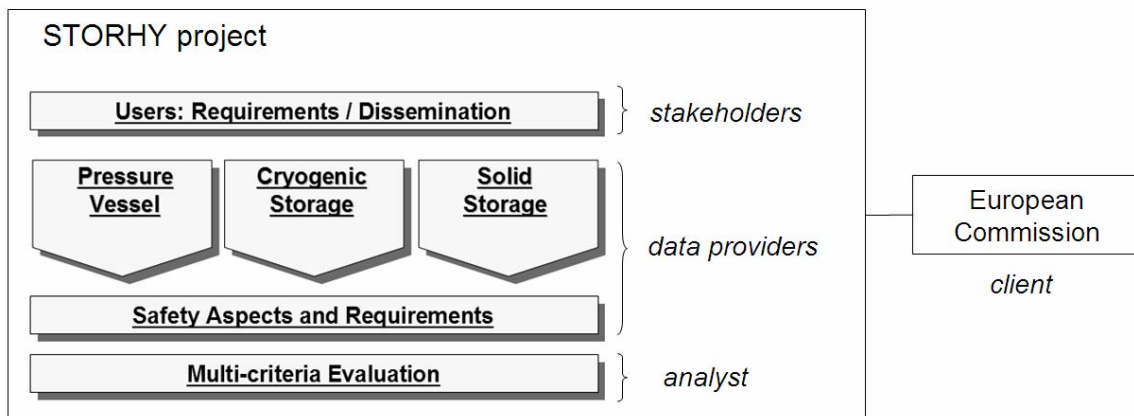 STORHY project
Users: Requirements / Dissemination
stakeholders
Pressure
Vessel
Cryogenic
Storage
Solid
Storage
data providers
Safety Aspects and Requirements
Multi-criteria Evaluation
analyst
European
Commission
client